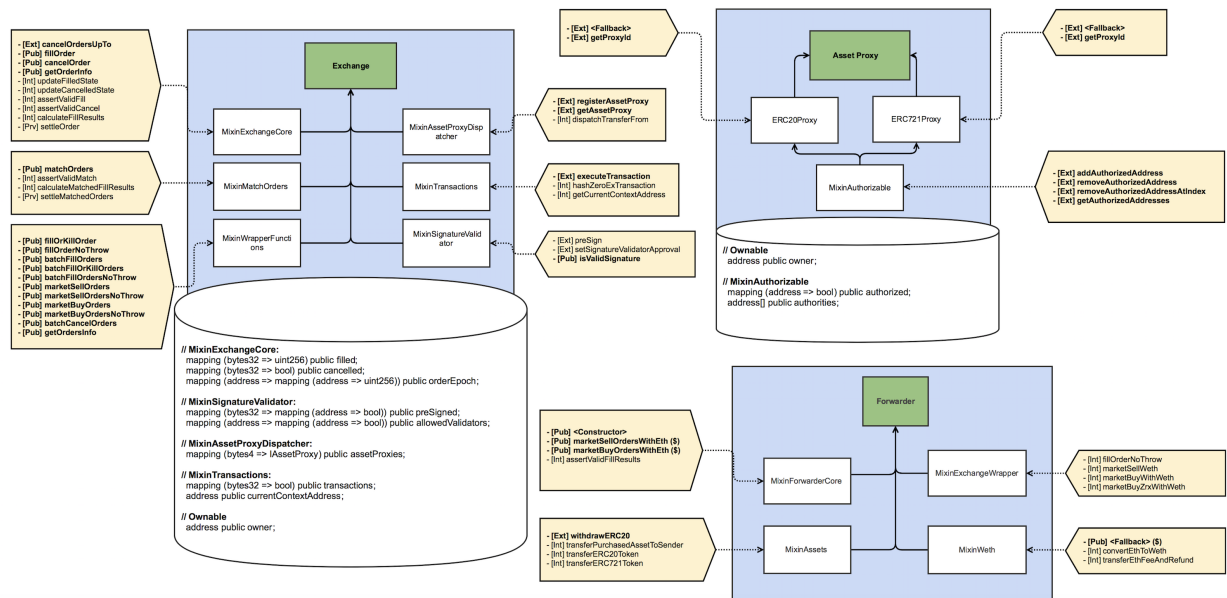 - [Ext] cancelOrdersUpTo
- [Pub] fillOrder
- [Pub] cancelOrder
- [Pub] getOrderInfo
- [Int] updateFilledState
- [Int] updateCancelledState
- [Int] assertValidFill
- [Int] assertValidCancel
- [Int] calculateFillResults
- [Prv] settleOrder
- [Pub] matchOrders
- [Int] assertValidMatch
- [Int] calculateMatchedFillResults
- [Prv] settleMatchedOrders
- [Pub] fillOrKillOrder
- [Pub] fillOrderNoThrow
- [Pub] batchFillOrders
- [Pub] batchFillOrKillOrders
- [Pub] batchFillOrdersNoThrow
- [Pub] marketSellOrders
- [Pub] marketSellOrdersNoThrow
- [Pub] marketBuyOrders
- [Pub] marketBuyOrdersNoThrow
- [Pub] batchCancelOrders
- [Pub] getOrdersInfo
Exchange
MixinExchangeCore
MixinAssetProxyDisp
atcher
MixinMatchOrders
MixinTransactions
MixinWrapperFuncti
ons
MixinSignatureValid
ator
- [Ext] registerAssetProxy
- [Ext] getAssetProxy
- [Int] dispatchTransferFrom
- [Ext] executeTransaction
- [Int] hashZeroExTransaction
- [Int] getCurrentContextAddress
- [Ext] preSign
- [Ext] setSignatureValidatorApproval
- [Pub] isValidSignature
// MixinExchangeCore:
mapping (bytes32 => uint256) public filled;
mapping (bytes32 => bool) public cancelled;
mapping (address => mapping (address => uint256)) public orderEpoch;
// MixinSignatureValidator:
mapping (bytes32 => mapping (address => bool)) public preSigned;
mapping (address => mapping (address => bool)) public allowedValidators;
// MixinAssetProxyDispatcher:
mapping (bytes4 => IAssetProxy) public assetProxies;
// MixinTransactions:
mapping (bytes32 => bool) public transactions;
address public currentContextAddress;
// Ownable
address public owner;
- [Ext] <Fallback>
- [Ext] getProxyId
Asset Proxy
- [Ext] <Fallback>
- [Ext] getProxyId
ERC20Proxy
ERC721Proxy
MixinAuthorizable
- [Ext] addAuthorizedAddress
- [Ext] removeAuthorizedAddress
- [Ext] removeAuthorizedAddressAtIndex
- [Ext] getAuthorizedAddresses
// Ownable
address public owner;
// MixinAuthorizable
mapping (address => bool) public authorized;
address[] public authorities;
Forwarder
- [Pub] <Constructor>
- [Pub] marketSellOrdersWithEth ($)
- [Pub] marketBuyOrdersWithEth ($)
- [Int] assertValidFillResults
MixinForwarderCore
MixinExchangeWrapper
- [Int] fillOrderNoThrow
- [Int] marketSellWeth
- [Int] marketBuyWithWeth
- [Int] marketBuyZrxWithWeth
- [Ext] withdrawERC20
- [Int] transferPurchasedAssetToSender
- [Int] transferERC20Token
- [Int] transferERC721Token
MixinAssets
MixinWeth
- [Pub] <Fallback> ($)
- [Int] convertEthToWeth
- [Int] transferEthFeeAndRefund